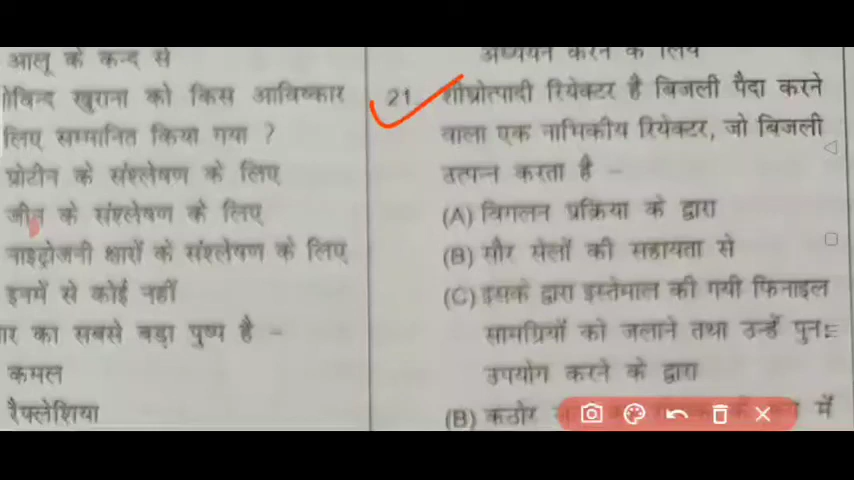 आलू के कन्द से
गोविन्द खुराना को किस आविष्कार
लिए सम्मानित किया गया ?
प्रोटीन के संश्लेषण के लिए
जीन के संश्लेषण के लिए
नाइट्रोजनी क्षारों के संश्लेषण के लिए
इनमें से कोई नहीं
का सबसे बड़ा पुष्प है -
कमल
रैफ्लेशिया
अध्ययन करने के लिये
21. शीघ्रोत्पादी रियेक्टर है बिजली पैदा करने
वाला एक नाभिकीय रियेक्टर, जो बिजली
उत्पन्न करता है -
(A) विगलन प्रक्रिया के द्वारा
(B) सौर सेलों की सहायता से
(C) इसके द्वारा इस्तेमाल की गयी फिनाइल
सामग्रियों को जलाने तथा उन्हें पुनः
उपयोग करने के द्वारा
(B) कठोर में